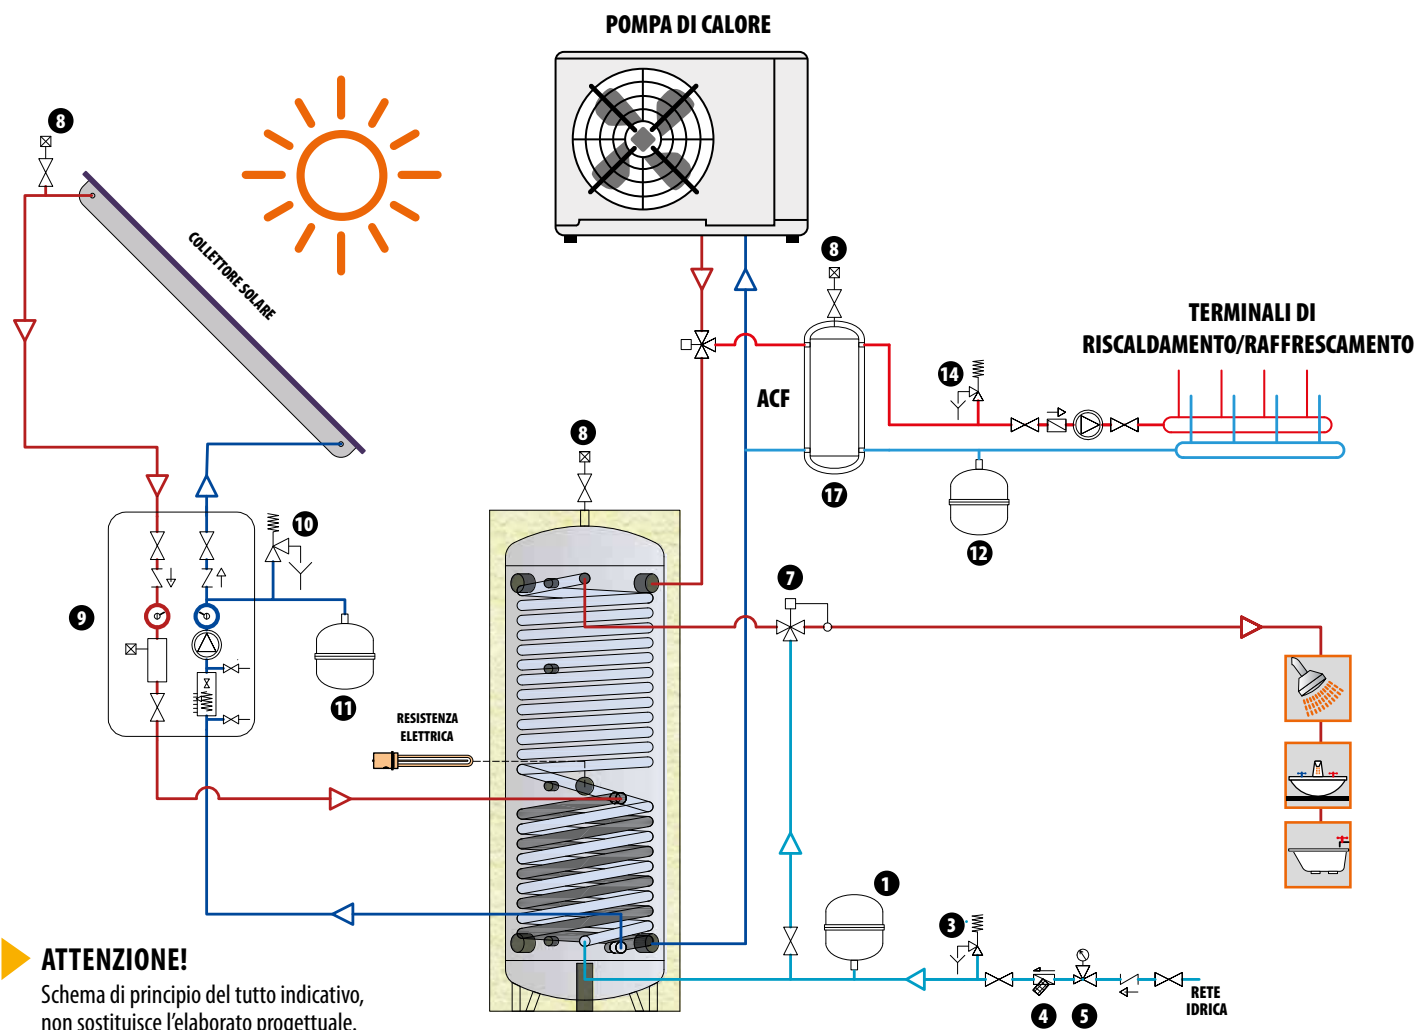 POMPA DI CALORE
8
COLLETTORE SOLARE
8
TERMINALI DI
RISCALDAMENTO/RAFFRESCAMENTO
14
ACF
8
17
12
10
7
9
11
RESISTENZA
ELETTRICA
1
3
ATTENZIONE!
Schema di principio del tutto indicativo,
non sostituisce l'elaborato progettuale.
RETE
IDRICA
4
5